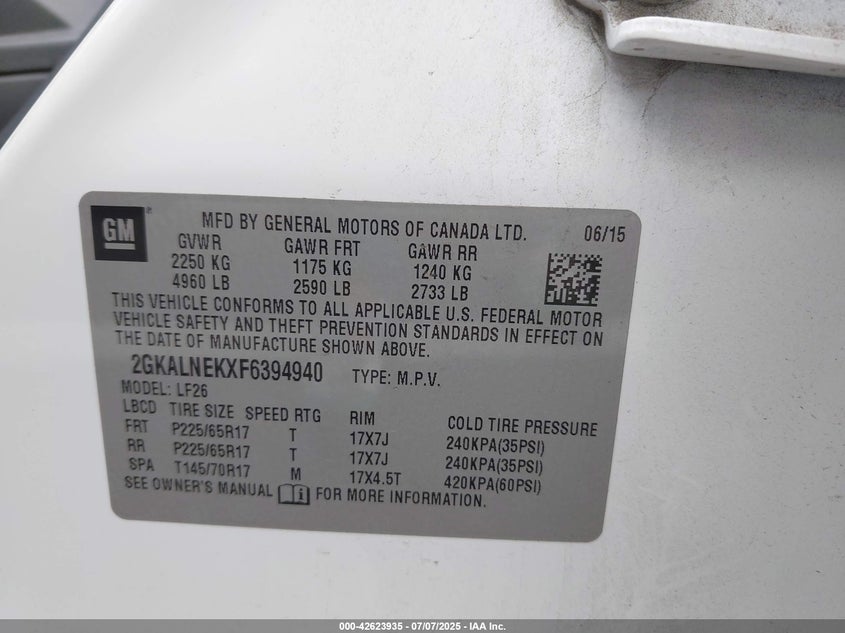 GM
MFD BY GENERAL MOTORS OF CANADA LTD. 06/15
GVWR GAWR FRT GAWR RR
2250 KG 1175 KG 1240 KG
4960 LB 2590 LB 2733 LB
THIS VEHICLE CONFORMS TO ALL APPLICABLE U.S. FEDERAL MOTOR
VEHICLE SAFETY AND THEFT PREVENTION STANDARDS IN EFFECT ON
THE DATE OF MANUFACTURE SHOWN ABOVE.
2GKALNEKXF6394940 TYPE: M.P.V.
MODEL: LF26
LBCD TIRE SIZE SPEED RTG RIM COLD TIRE PRESSURE
FRT P225/65R17 T 17X7J 240KPA(35PSI)
RR P225/65R17 T 17X7J 240KPA(35PSI)
SPA T145/70R17 M 17X4.5T 420KPA(60PSI)
SEE OWNER'S MANUAL FOR MORE INFORMATION.
000-42623935 - 07/07/2025 - IAA Inc.